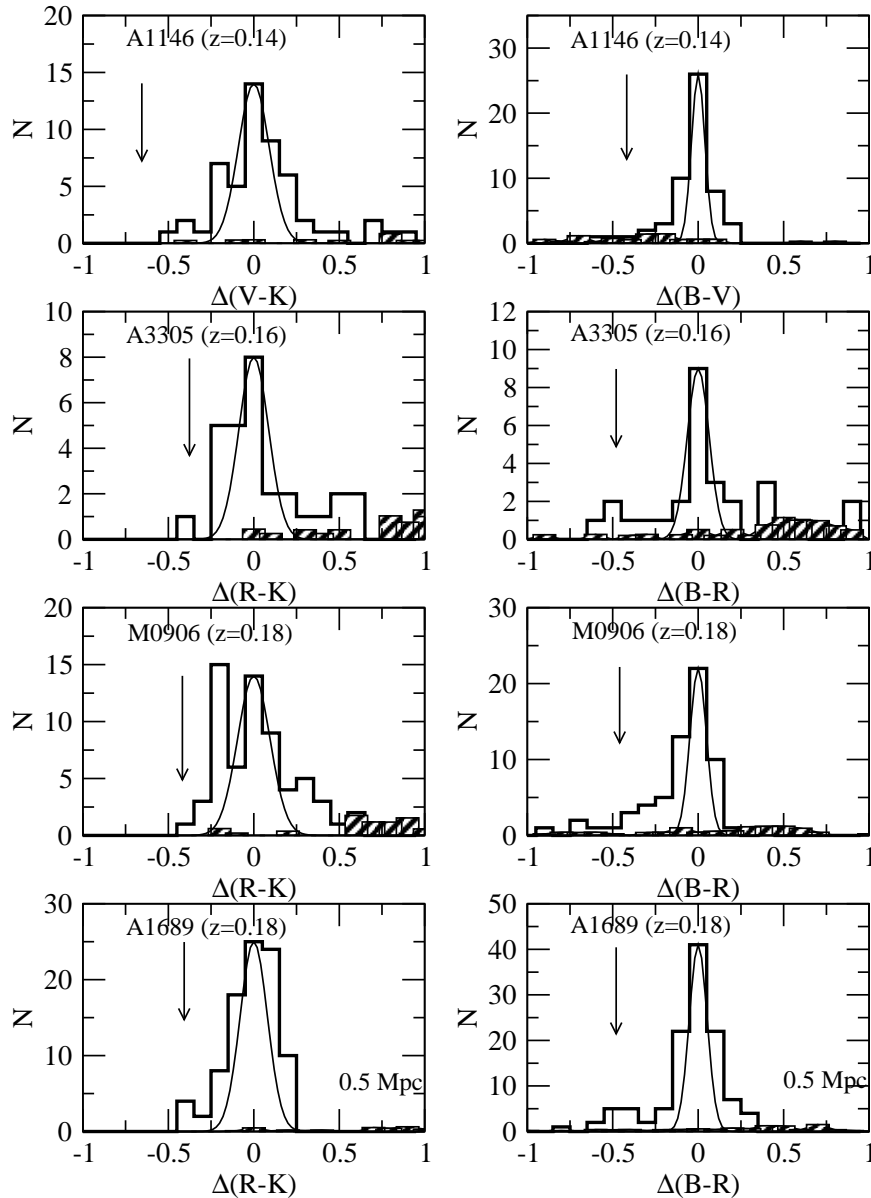 20
15
10
5
0
N
A1146 (z=0.14)
-1 -0.5 0 0.5 1
Δ(V-K)
30
20
10
0
N
A1146 (z=0.14)
-1 -0.5 0 0.5 1
Δ(B-V)
10
8
6
4
2
0
N
A3305 (z=0.16)
-1 -0.5 0 0.5 1
Δ(R-K)
12
10
8
6
4
2
0
N
A3305 (z=0.16)
-1 -0.5 0 0.5 1
Δ(B-R)
20
15
10
5
0
N
M0906 (z=0.18)
-1 -0.5 0 0.5 1
Δ(R-K)
30
20
10
0
N
M0906 (z=0.18)
-1 -0.5 0 0.5 1
Δ(B-R)
30
20
10
0
N
A1689 (z=0.18)
0.5 Mpc
-1 -0.5 0 0.5 1
Δ(R-K)
50
40
30
20
10
0
N
A1689 (z=0.18)
0.5 Mpc
-1 -0.5 0 0.5 1
Δ(B-R)